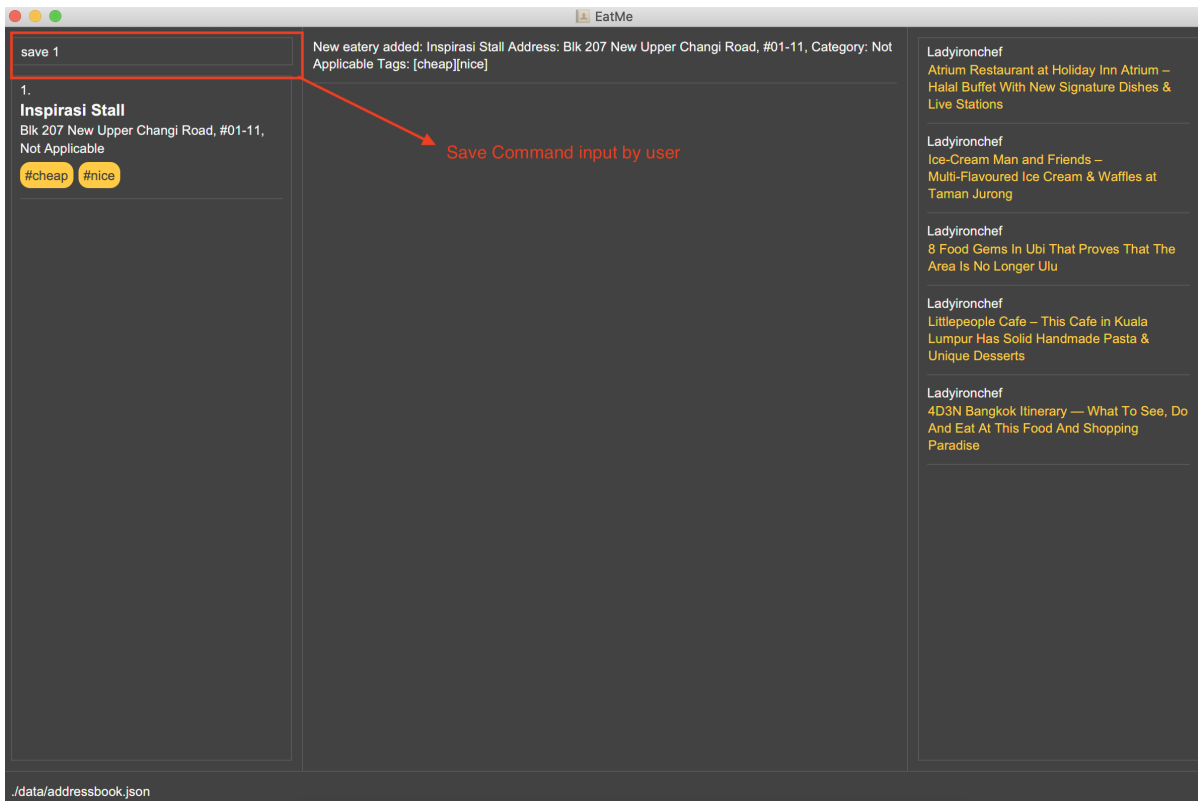 EatMe
save 1
1.
Inspirasi Stall
Blk 207 New Upper Changi Road, #01-11,
Not Applicable
#cheap #nice
New eatery added: Inspirasi Stall Address: Blk 207 New Upper Changi Road, #01-11, Category: Not
Applicable Tags: [cheap][nice]
Save Command input by user
Ladyironchef
Atrium Restaurant at Holiday Inn Atrium –
Halal Buffet With New Signature Dishes &
Live Stations
Ladyironchef
Ice-Cream Man and Friends –
Multi-Flavoured Ice Cream & Waffles at
Taman Jurong
Ladyironchef
8 Food Gems In Ubi That Proves That The
Area Is No Longer Ulu
Ladyironchef
Littlepeople Cafe – This Cafe in Kuala
Lumpur Has Solid Handmade Pasta &
Unique Desserts
Ladyironchef
4D3N Bangkok Itinerary — What To See, Do
And Eat At This Food And Shopping
Paradise
./data/addressbook.json